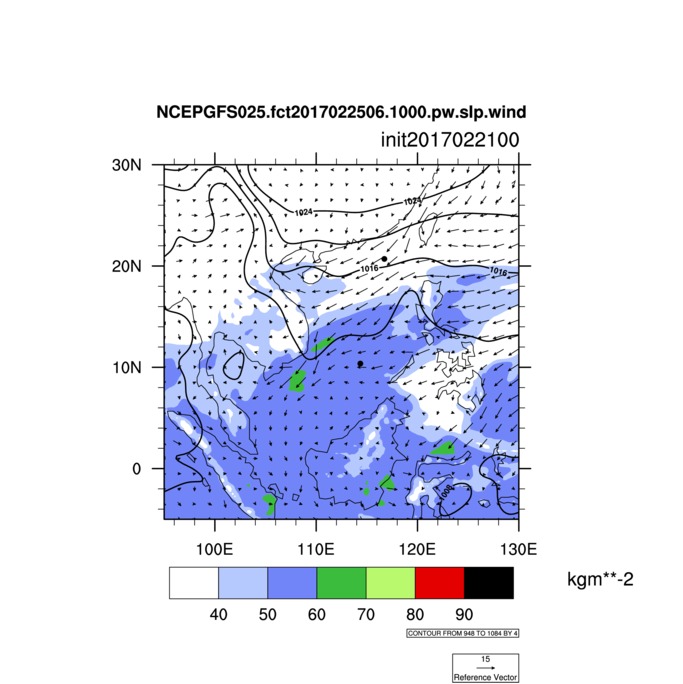 NCEPGFS025.fct2017022506.1000.pw.slp.wind
init2017022100
30N
1024
1024
20N
1016
1016
10N
0
1008
100E 110E 120E 130E
kgm**-2
40 50 60 70 80 90
CONTOUR FROM 948 TO 1084 BY 4
15
Reference Vector